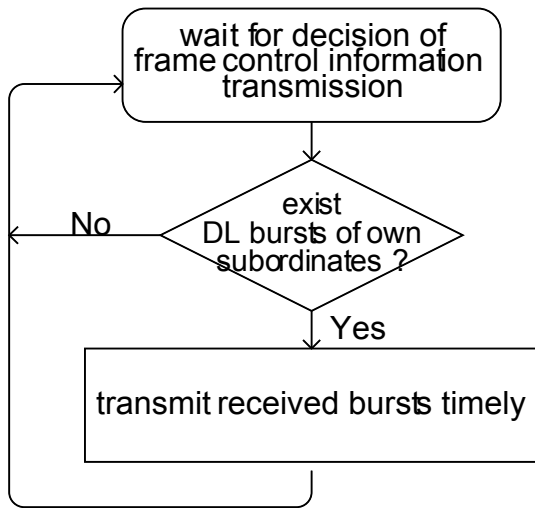 wait for decision of
frame control information
transmission
exist
DL bursts of own
subordinates ?
No
Yes
transmit received bursts timely